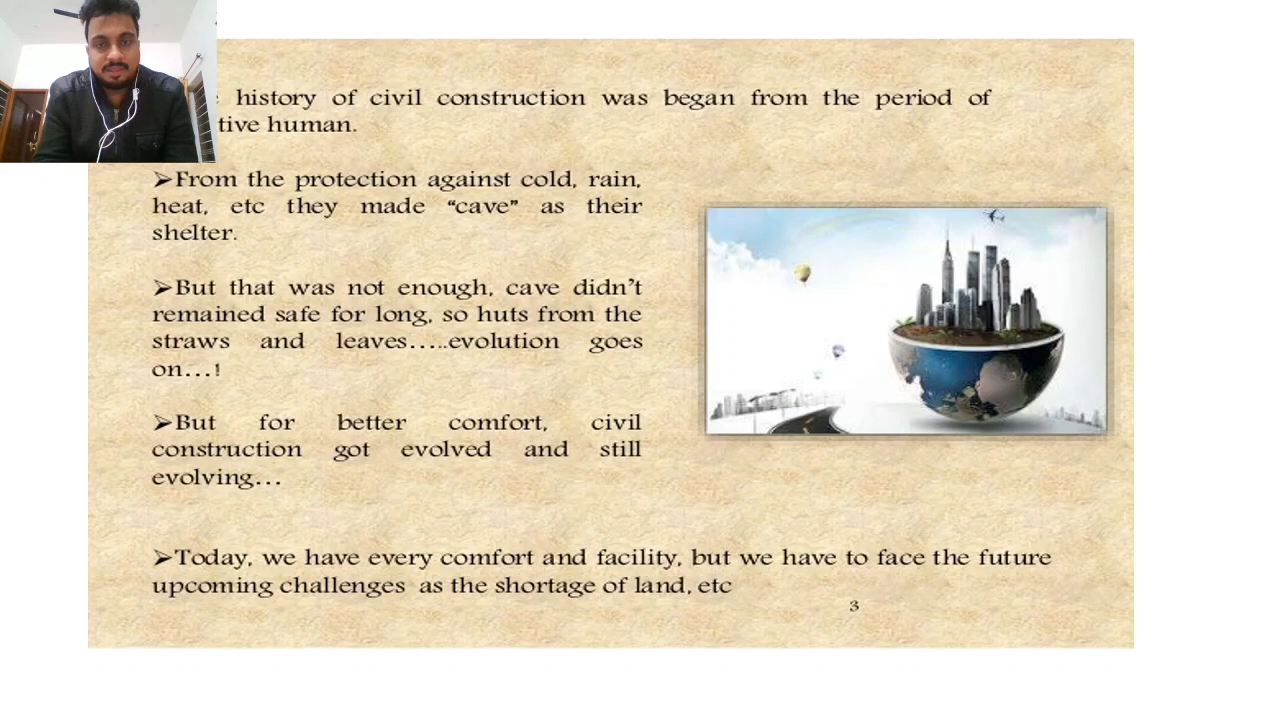 history of civil construction was began from the period of
tive human.
➢From the protection against cold, rain,
heat, etc they made “cave” as their
shelter.
➢But that was not enough, cave didn’t
remained safe for long, so huts from the
straws and leaves…..evolution goes
on…!
➢But for better comfort, civil
construction got evolved and still
evolving…
➢Today, we have every comfort and facility, but we have to face the future
upcoming challenges as the shortage of land, etc
3